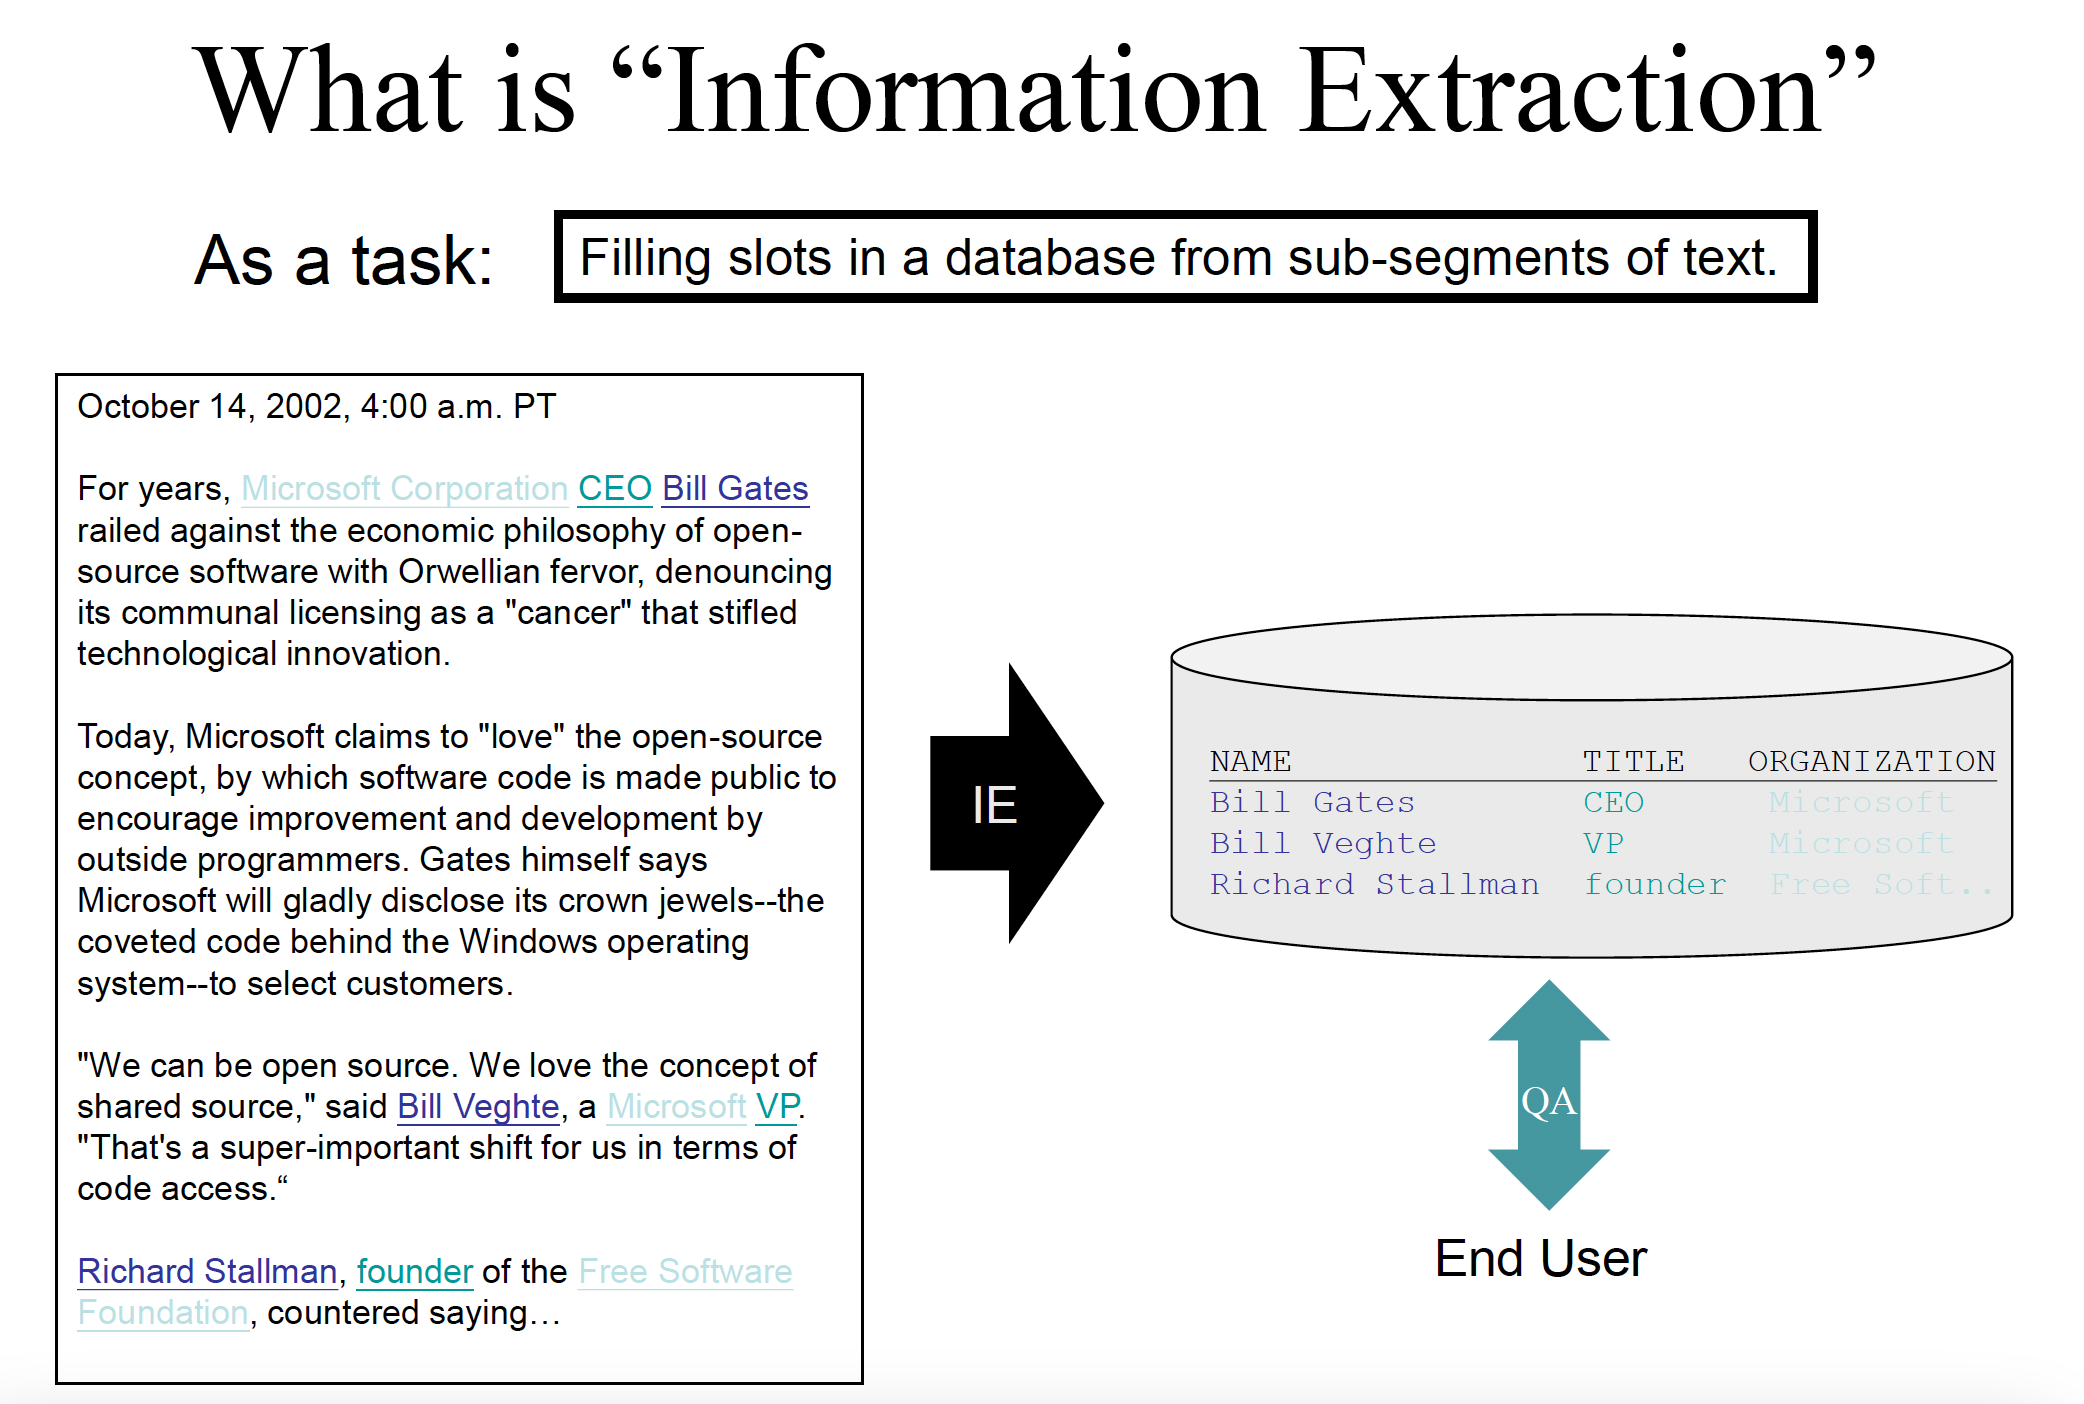 What is “Information Extraction”
As a task:
Filling slots in a database from sub-segments of text.
October 14, 2002, 4:00 a.m. PT
For years, Microsoft Corporation CEO Bill Gates
railed against the economic philosophy of open-
source software with Orwellian fervor, denouncing
its communal licensing as a "cancer" that stifled
technological innovation.
Today, Microsoft claims to "love" the open-source
concept, by which software code is made public to
encourage improvement and development by
outside programmers. Gates himself says
Microsoft will gladly disclose its crown jewels--the
coveted code behind the Windows operating
system--to select customers.
"We can be open source. We love the concept of
shared source," said Bill Veghte, a Microsoft VP.
"That's a super-important shift for us in terms of
code access.“
Richard Stallman, founder of the Free Software
Foundation, countered saying…
IE
NAME TITLE ORGANIZATION
Bill Gates CEO Microsoft
Bill Veghte VP Microsoft
Richard Stallman founder Free Soft..
QA
End User